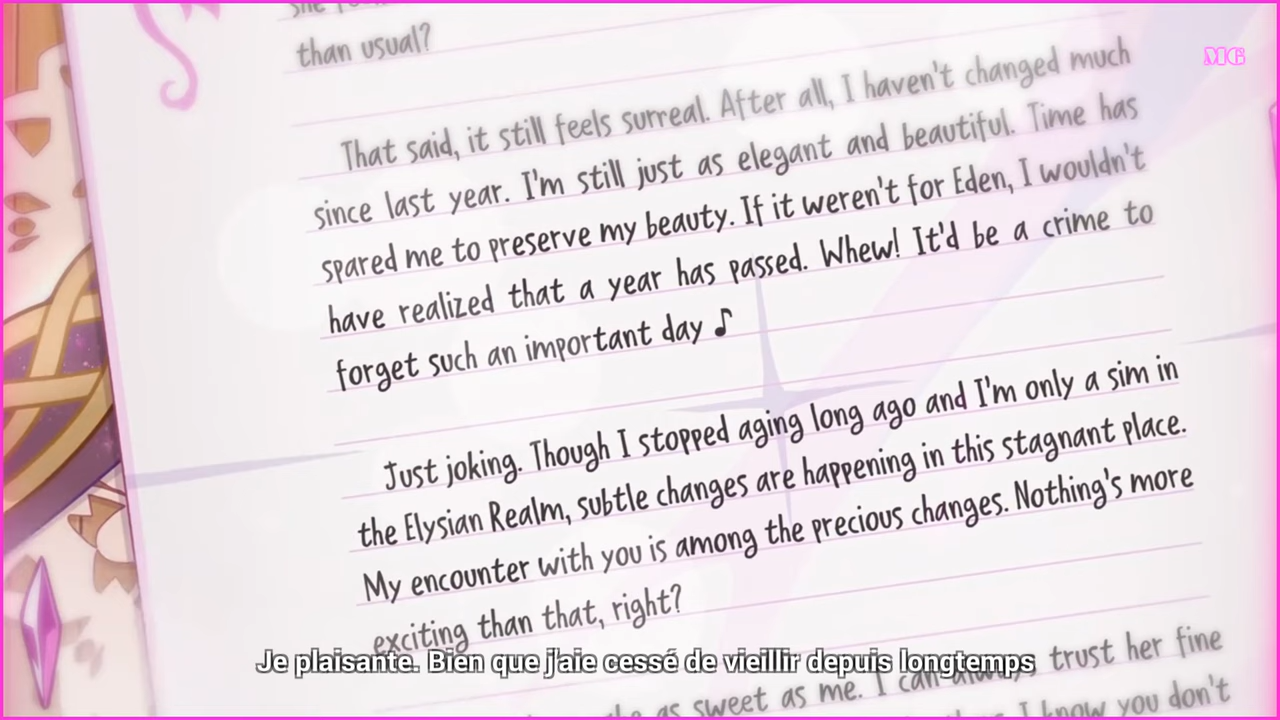 than usual?
MG
That said, it still feels surreal. After all, I haven't changed much
since last year. I'm still just as elegant and beautiful. Time has
spared me to preserve my beauty. If it weren't for Eden, I wouldn't
have realized that a year has passed. Whew! It'd be a crime to
forget such an important day ♪
Just joking. Though I stopped aging long ago and I'm only a sim in
the Elysian Realm, subtle changes are happening in this stagnant place.
My encounter with you is among the precious changes. Nothing's more
exciting than that, right?
Je plaisante. Bien que j'aie cessé de vieillir depuis longtemps
trust her fine
as sweet as me. I can always
I know you don't